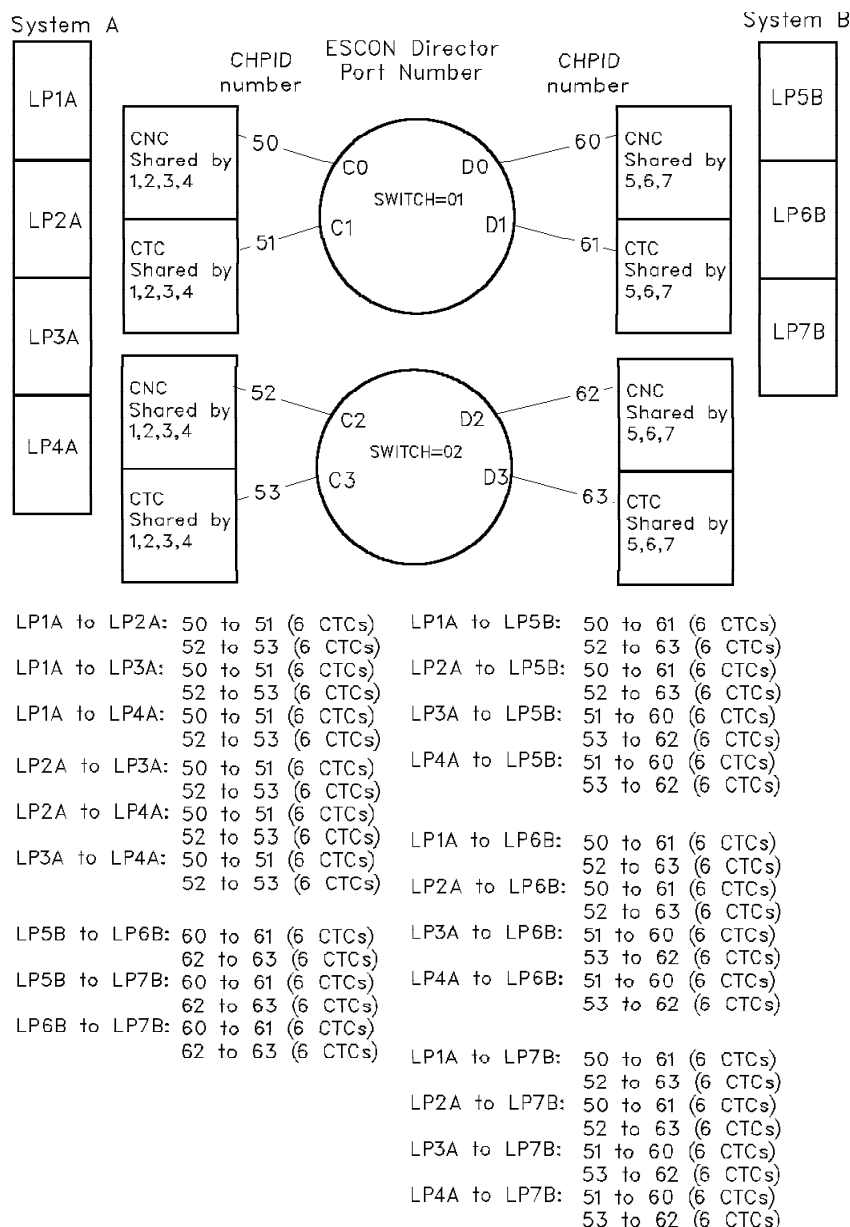 System A
System B
CHPID
number
ESCON Director
Port Number
CHPID
number
LP1A
LP2A
LP3A
LP4A
LP5B
LP6B
LP7B
CNC
Shared by
1,2,3,4
50
C0
D0
60
CNC
Shared by
5,6,7
SWITCH=01
CTC
Shared by
1,2,3,4
51
C1
D1
61
CTC
Shared by
5,6,7
CNC
Shared by
1,2,3,4
52
C2
D2
62
CNC
Shared by
5,6,7
SWITCH=02
CTC
Shared by
1,2,3,4
53
C3
D3
63
CTC
Shared by
5,6,7
LP1A to LP2A: 50 to 51 (6 CTCs)
52 to 53 (6 CTCs)
LP1A to LP3A: 50 to 51 (6 CTCs)
52 to 53 (6 CTCs)
LP1A to LP4A: 50 to 51 (6 CTCs)
52 to 53 (6 CTCs)
LP2A to LP3A: 50 to 51 (6 CTCs)
52 to 53 (6 CTCs)
LP2A to LP4A: 50 to 51 (6 CTCs)
52 to 53 (6 CTCs)
LP3A to LP4A: 50 to 51 (6 CTCs)
52 to 53 (6 CTCs)
LP5B to LP6B: 60 to 61 (6 CTCs)
62 to 63 (6 CTCs)
LP5B to LP7B: 60 to 61 (6 CTCs)
62 to 63 (6 CTCs)
LP6B to LP7B: 60 to 61 (6 CTCs)
62 to 63 (6 CTCs)
LP1A to LP5B: 50 to 61 (6 CTCs)
52 to 63 (6 CTCs)
LP2A to LP5B: 50 to 61 (6 CTCs)
52 to 63 (6 CTCs)
LP3A to LP5B: 51 to 60 (6 CTCs)
53 to 62 (6 CTCs)
LP4A to LP5B: 51 to 60 (6 CTCs)
53 to 62 (6 CTCs)
LP1A to LP6B: 50 to 61 (6 CTCs)
52 to 63 (6 CTCs)
LP2A to LP6B: 50 to 61 (6 CTCs)
52 to 63 (6 CTCs)
LP3A to LP6B: 51 to 60 (6 CTCs)
53 to 62 (6 CTCs)
LP4A to LP6B: 51 to 60 (6 CTCs)
53 to 62 (6 CTCs)
LP1A to LP7B: 50 to 61 (6 CTCs)
52 to 63 (6 CTCs)
LP2A to LP7B: 50 to 61 (6 CTCs)
52 to 63 (6 CTCs)
LP3A to LP7B: 51 to 60 (6 CTCs)
53 to 62 (6 CTCs)
LP4A to LP7B: 51 to 60 (6 CTCs)
53 to 62 (6 CTCs)